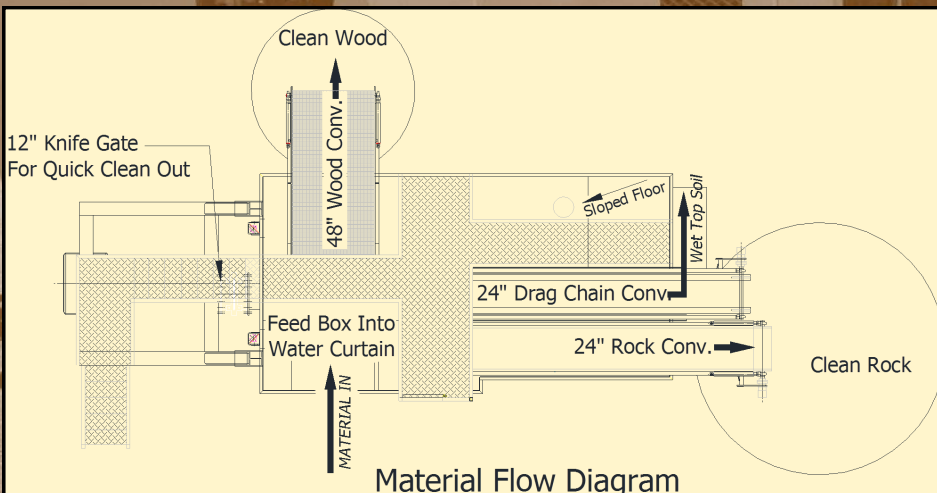 Clean Wood
12" Knife Gate
For Quick Clean Out
48" Wood Conv.
Sloped Floor
Wet Top Soil
24" Drag Chain Conv.
Feed Box Into
Water Curtain
24" Rock Conv.
Clean Rock
MATERIAL IN
Material Flow Diagram